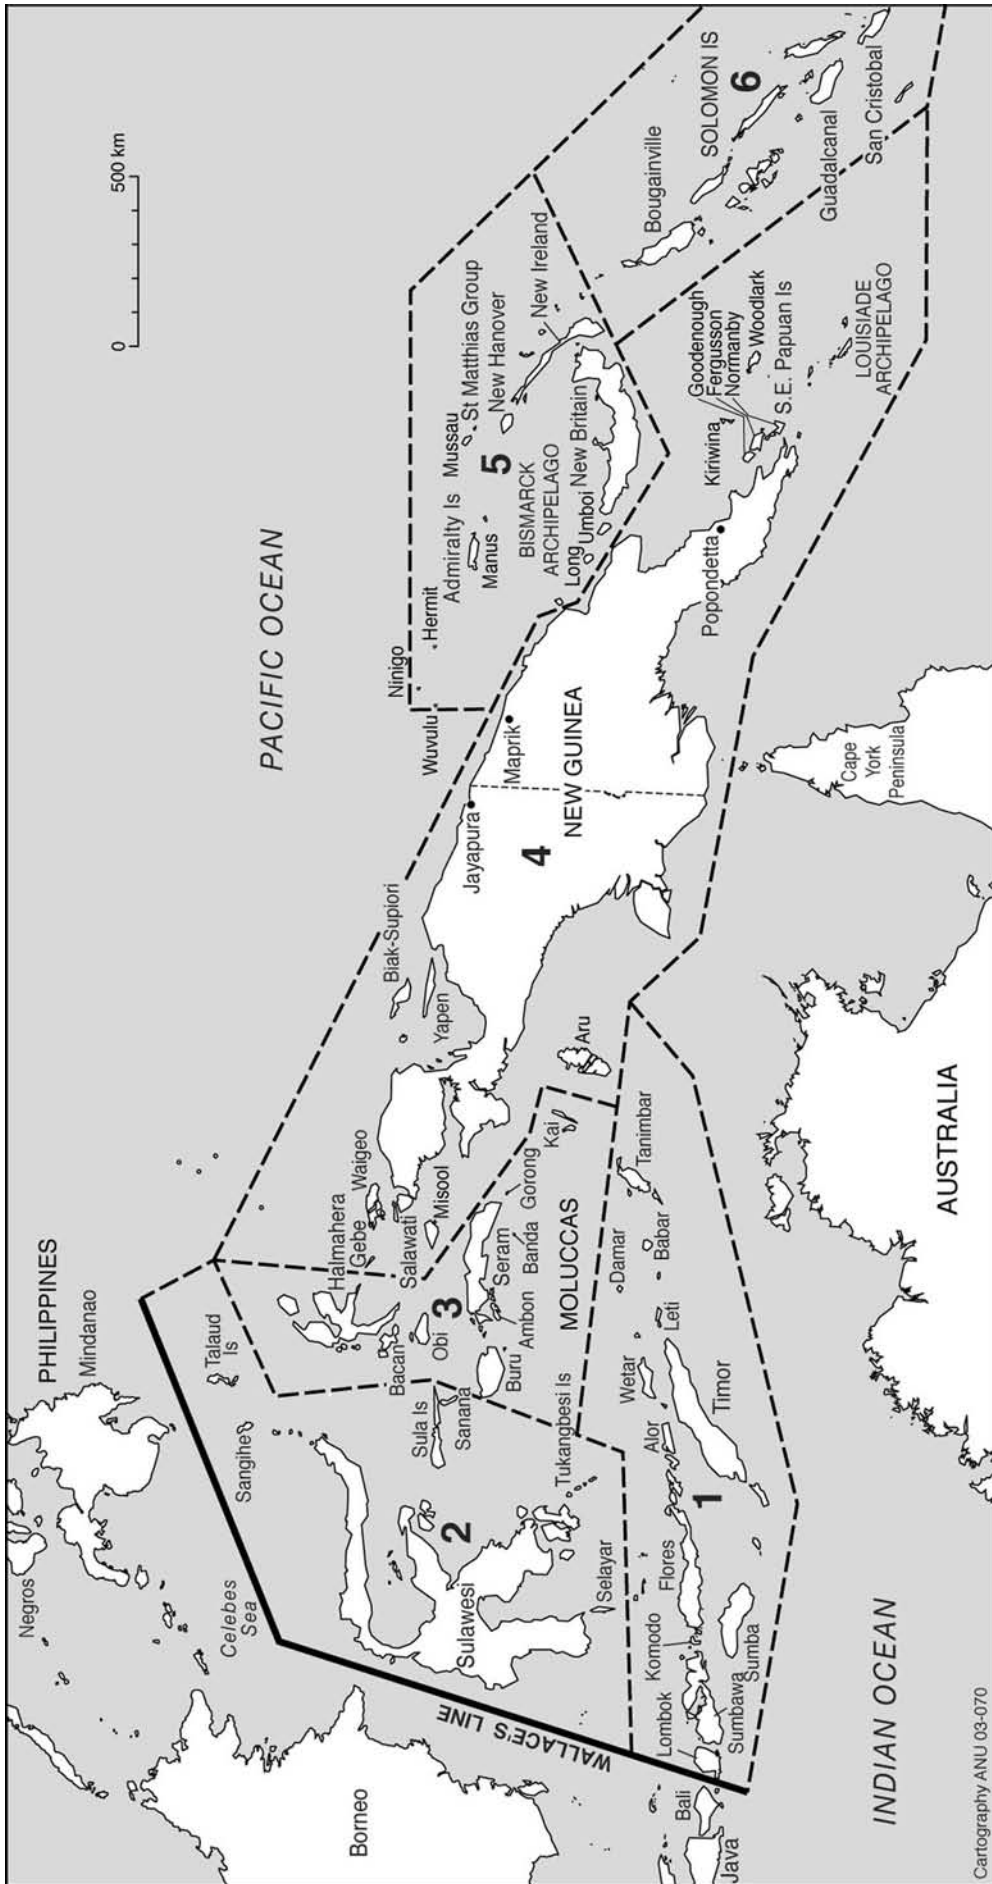 PACIFIC OCEAN
0
500 km
PHILIPPINES
Mindanao
Negros
Celebes
Sea
Sangihe
Talaud
Is
Borneo
WALLACE'S LINE
Sulawesi
2
Sula Is
Sanana
Tukangbesi Is
Selayar
Halmahera
Gebe
Waigeo
Salawati
Misool
Bacan
Obi
3
Buru
Ambon
Seram
Banda
Gorong
Kai
MOLUCCAS
Aru
Biak-Supiori
Yapen
Jayapura
4
NEW GUINEA
Maprik
Wuvulu
Ninigo
Hermit
Admiralty Is
Manus
Mussau
St Matthias Group
5
New Hanover
New Ireland
BISMARCK
ARCHIPELAGO
Long
Umboi
New Britain
Popondetta
Kiriwina
Goodenough
Fergusson
Normanby
Woodlark
S.E. Papuan Is
LOUISIADE
ARCHIPELAGO
Bougainville
SOLOMON IS
6
Guadalcanal
San Cristobal
Java
Bali
Lombok
Sumbawa
Komodo
Sumba
Flores
1
Alor
Timor
Wetar
Leti
Damar
Babar
Tanimbar
Cape
York
Peninsula
AUSTRALIA
INDIAN OCEAN
Cartography ANU 03-070